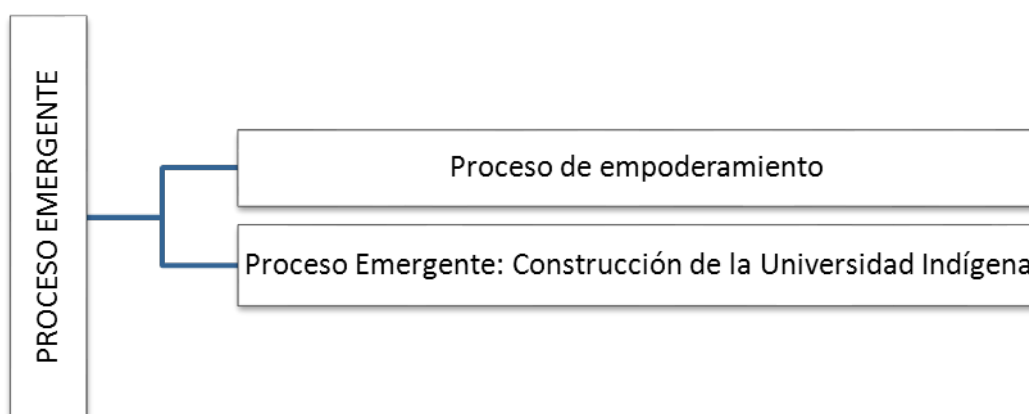 PROCESO EMERGENTE
Proceso de empoderamiento
Proceso Emergente: Construcción de la Universidad Indígena